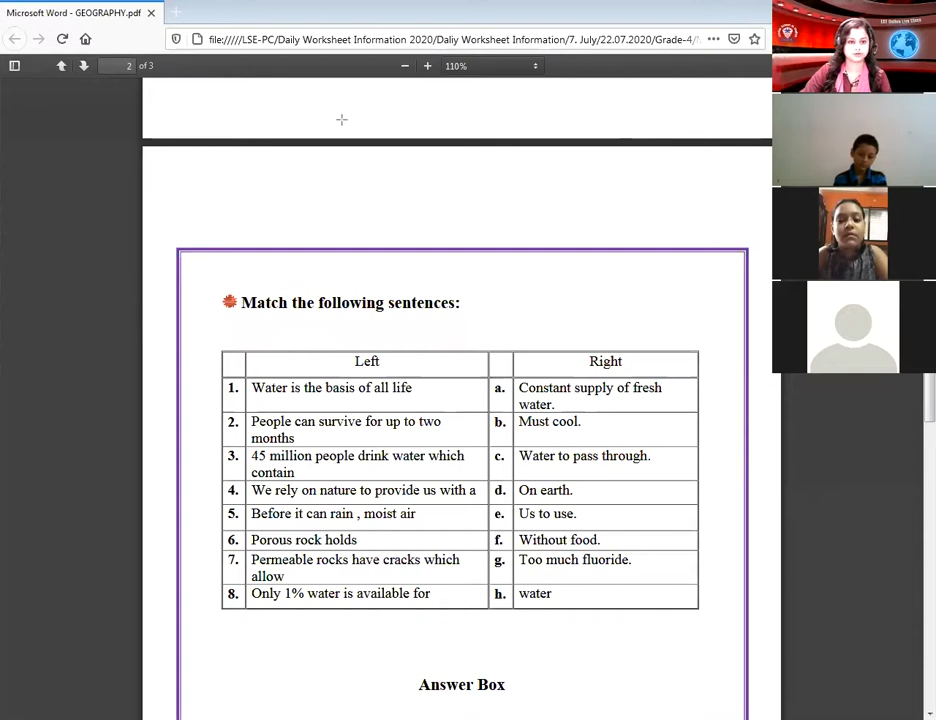 Microsoft Word - GEOGRAPHY.pdf
file://///LSE-PC/Daily Worksheet Information 2020/Daliy Worksheet Information/7. July/22.07.2020/Grade-4/
2 of 3
110%
Match the following sentences:
Left Right
1. Water is the basis of all life a. Constant supply of fresh
water.
2. People can survive for up to two b. Must cool.
months
3. 45 million people drink water which c. Water to pass through.
contain
4. We rely on nature to provide us with a d. On earth.
5. Before it can rain , moist air e. Us to use.
6. Porous rock holds f. Without food.
7. Permeable rocks have cracks which g. Too much fluoride.
allow
8. Only 1% water is available for h. water
Answer Box